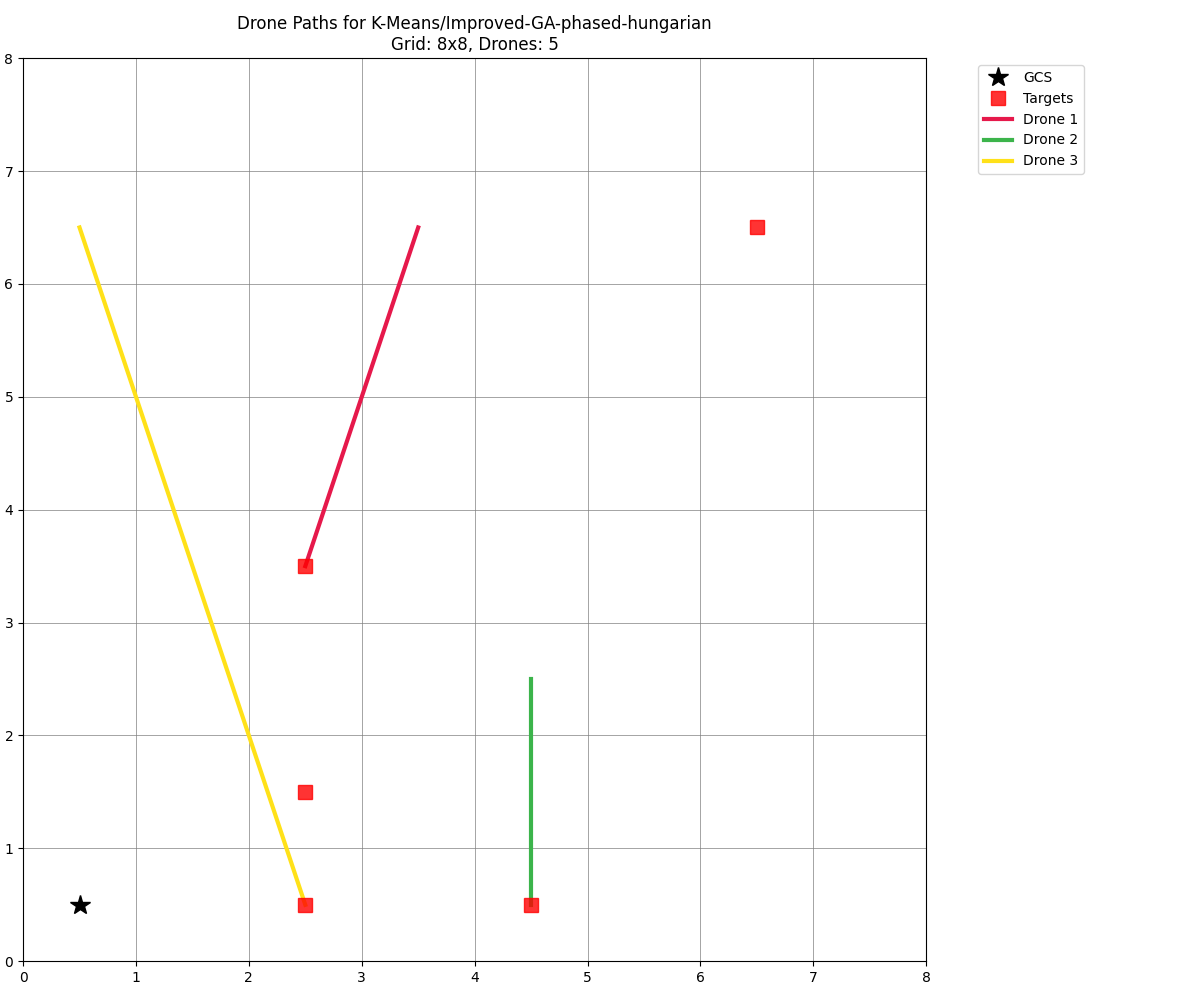 Drone Paths for K-Means/Improved-GA-phased-hungarian
Grid: 8x8, Drones: 5
GCS
Targets
Drone 1
Drone 2
Drone 3
8
7
6
5
4
3
2
1
0
0 1 2 3 4 5 6 7 8